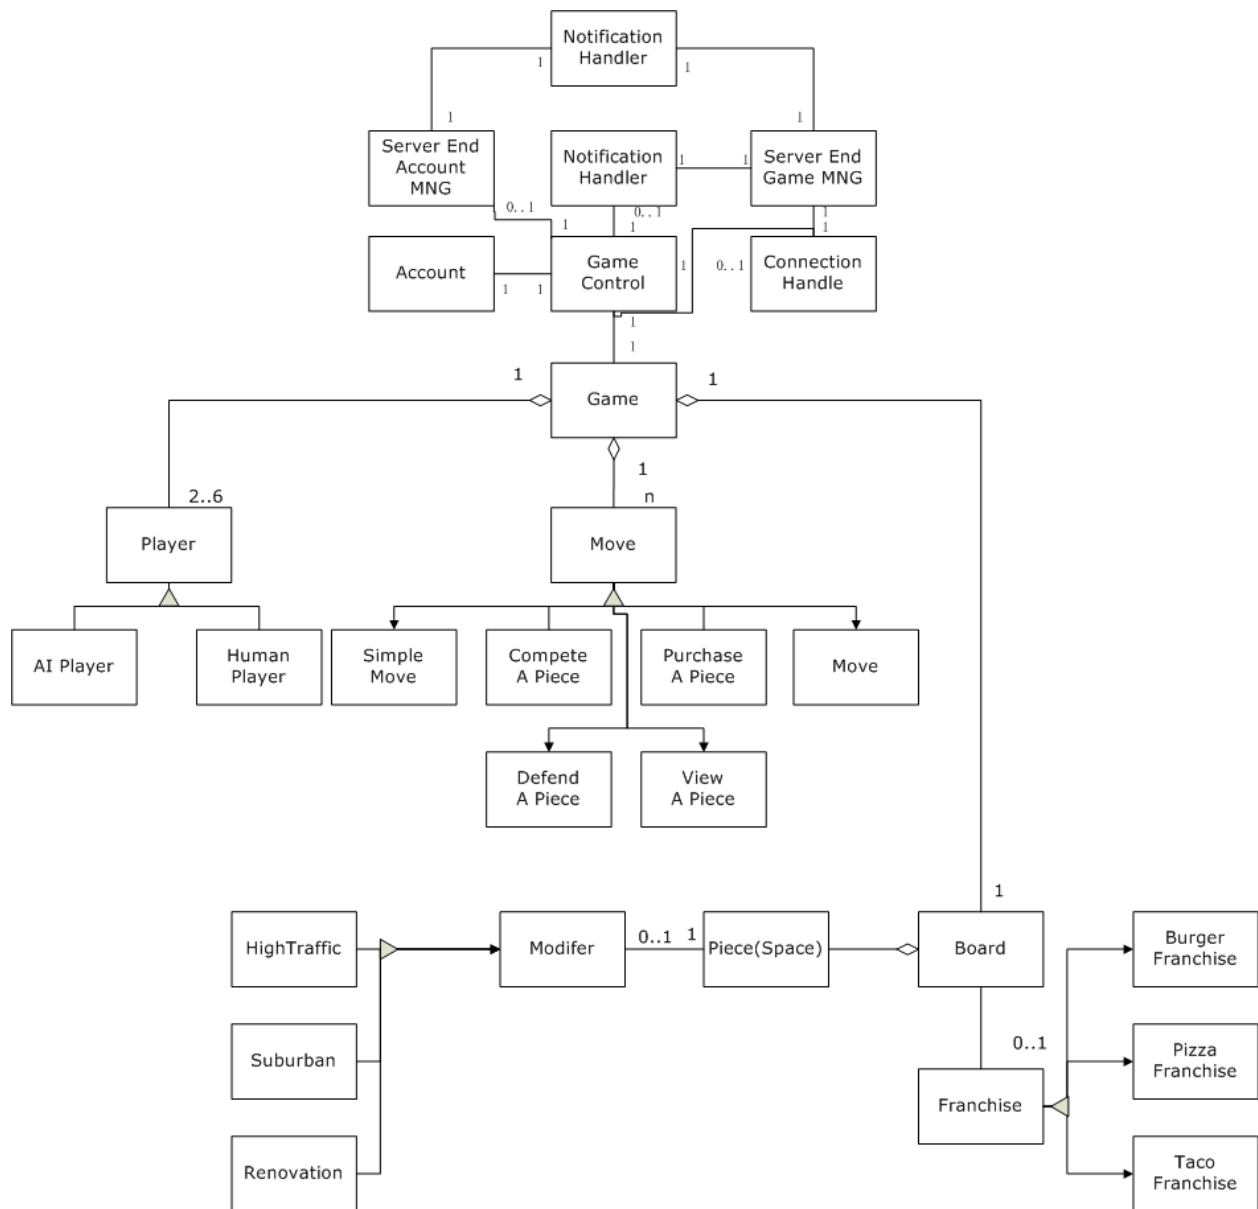 Notification
Handler
1
1
1
1
Server End
Account
MNG
Notification
Handler
1
1
Server End
Game MNG
0..1
1
0..1
1
1
1
Account
1
1
Game
Control
1
0..1
Connection
Handle
1
1
1
Game
1
1
2..6
n
Player
Move
AI Player
Human
Player
Simple
Move
Compete
A Piece
Purchase
A Piece
Move
Defend
A Piece
View
A Piece
1
HighTraffic
Modifer
0..1
1
Piece(Space)
Board
Burger
Franchise
Suburban
0..1
Pizza
Franchise
Franchise
Renovation
Taco
Franchise